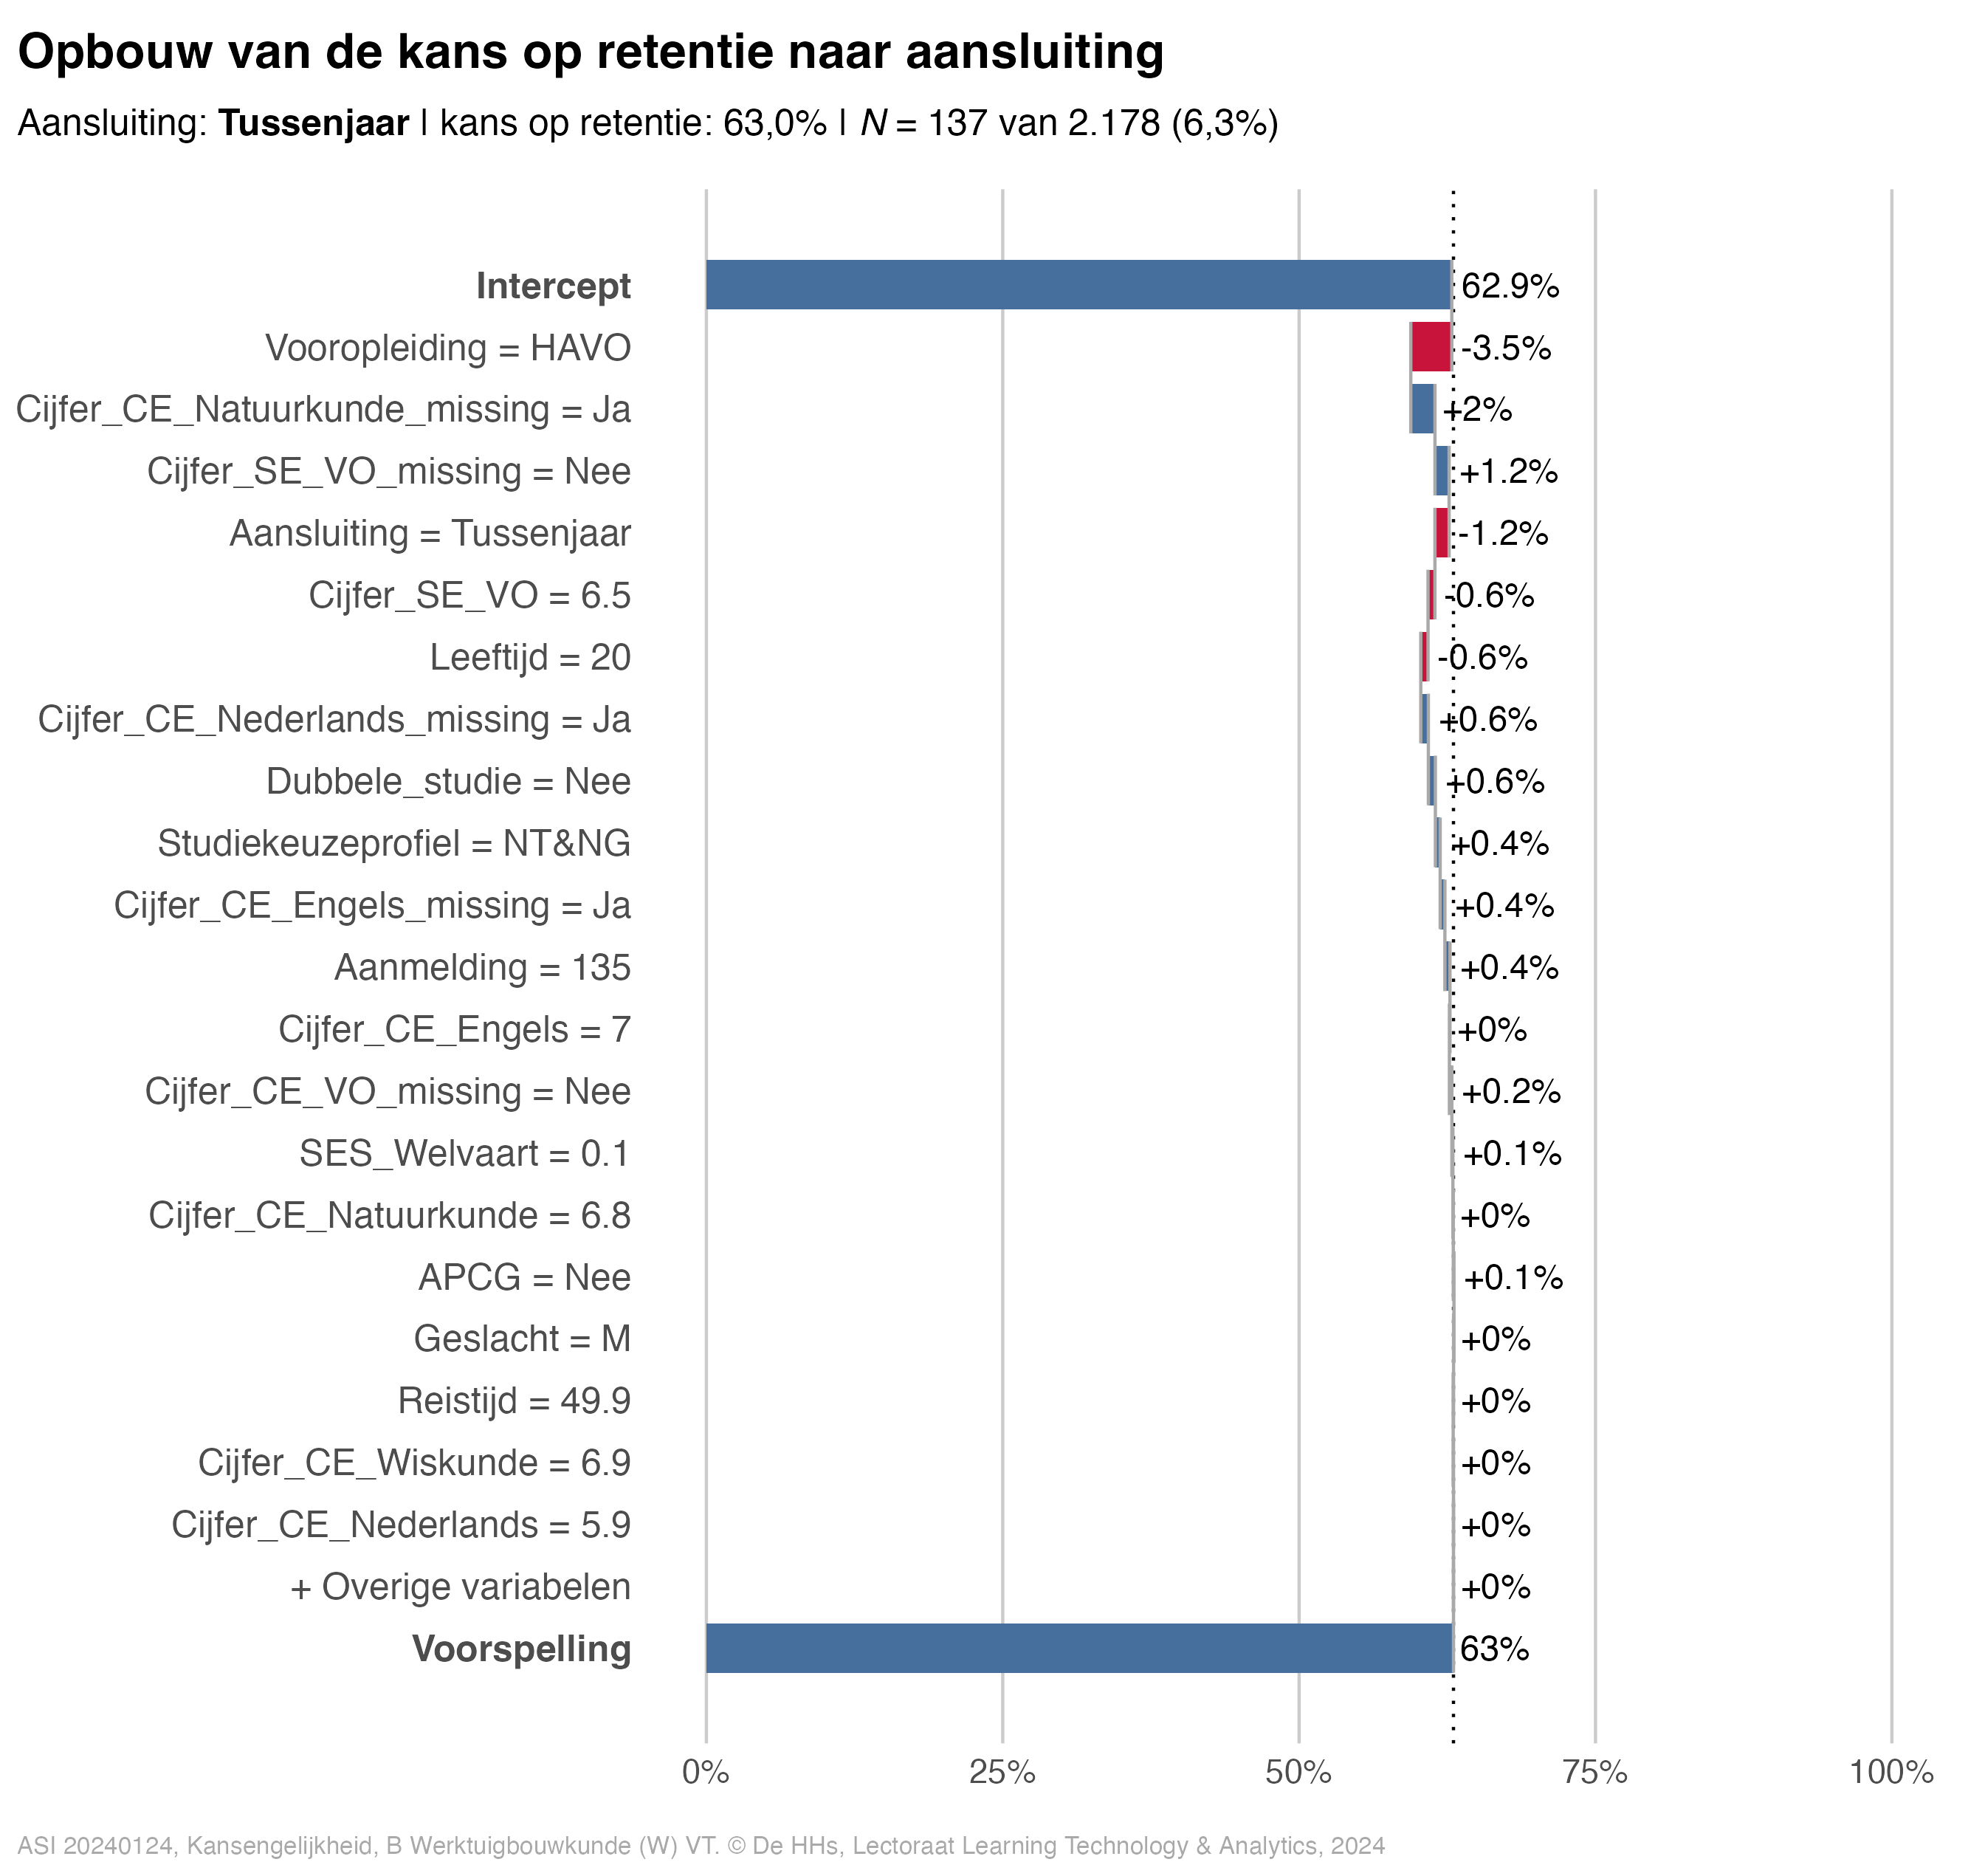 Opbouw van de kans op retentie naar aansluiting
Aansluiting: Tussenjaar | kans op retentie: 63,0% | N = 137 van 2.178 (6,3%)
Intercept 62.9%
Vooropleiding = HAVO -3.5%
Cijfer_CE_Natuurkunde_missing = Ja +2%
Cijfer_SE_VO_missing = Nee +1.2%
Aansluiting = Tussenjaar -1.2%
Cijfer_SE_VO = 6.5 -0.6%
Leeftijd = 20 -0.6%
Cijfer_CE_Nederlands_missing = Ja +0.6%
Dubbele_studie = Nee +0.6%
Studiekeuzeprofiel = NT&NG +0.4%
Cijfer_CE_Engels_missing = Ja +0.4%
Aanmelding = 135 +0.4%
Cijfer_CE_Engels = 7 +0%
Cijfer_CE_VO_missing = Nee +0.2%
SES_Welvaart = 0.1 +0.1%
Cijfer_CE_Natuurkunde = 6.8 +0%
APCG = Nee +0.1%
Geslacht = M +0%
Reistijd = 49.9 +0%
Cijfer_CE_Wiskunde = 6.9 +0%
Cijfer_CE_Nederlands = 5.9 +0%
+ Overige variabelen +0%
Voorspelling 63%
0% 25% 50% 75% 100%
ASI 20240124, Kansengelijkheid, B Werktuigbouwkunde (W) VT. © De HHs, Lectoraat Learning Technology & Analytics, 2024